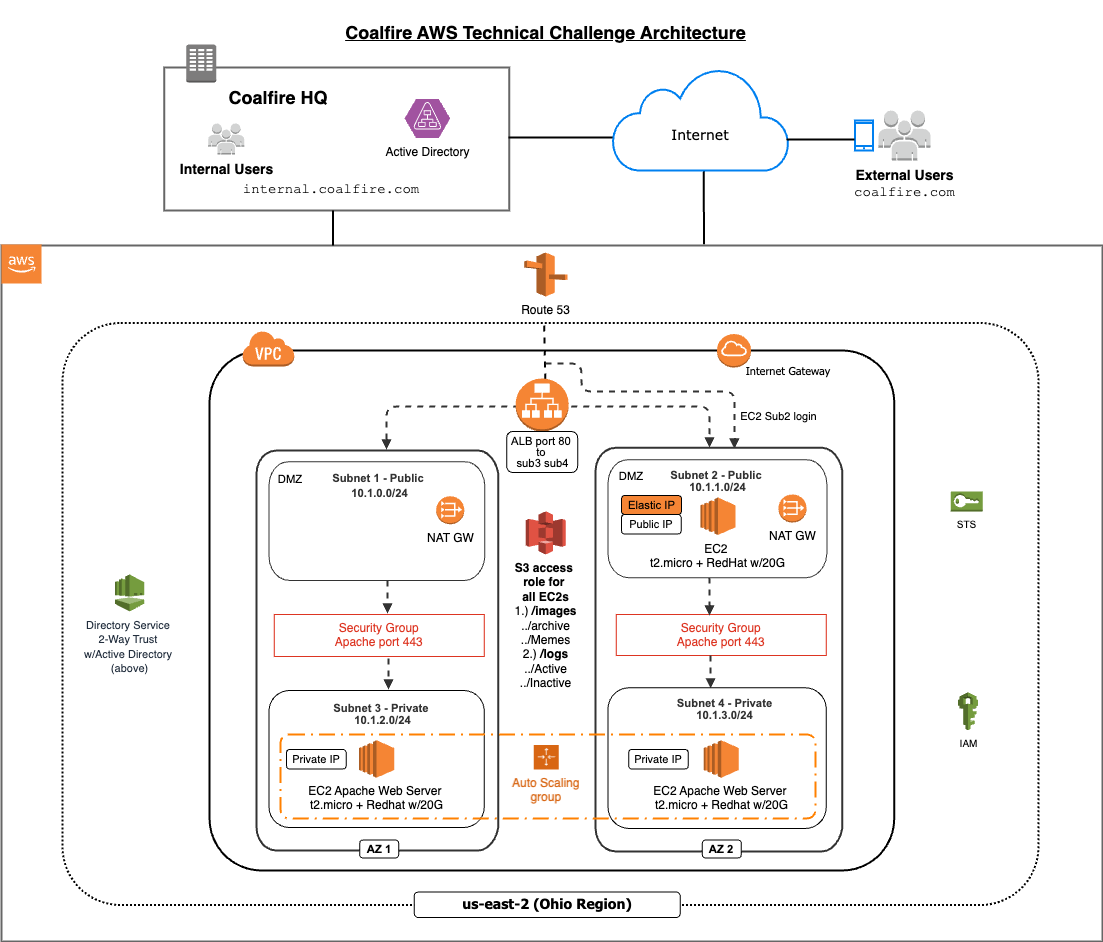 Coalfire AWS Technical Challenge Architecture
Coalfire HQ
Internal Users
Active Directory
internal.coalfire.com
Internet
External Users
coalfire.com
aws
Route 53
VPC
Internet Gateway
EC2 Sub2 login
ALB port 80
to
sub3 sub4
DMZ
Subnet 1 - Public
10.1.0.0/24
NAT GW
DMZ
Subnet 2 - Public
10.1.1.0/24
Elastic IP
Public IP
NAT GW
EC2
t2.micro + RedHat w/20G
S3 access
role for
all EC2s
1.) /images
../archive
../Memes
2.) /logs
../Active
../Inactive
STS
Directory Service
2-Way Trust
w/Active Directory
(above)
Security Group
Apache port 443
Security Group
Apache port 443
Subnet 3 - Private
10.1.2.0/24
Private IP
EC2 Apache Web Server
t2.micro + Redhat w/20G
Auto Scaling
group
Subnet 4 - Private
10.1.3.0/24
Private IP
EC2 Apache Web Server
t2.micro + Redhat w/20G
IAM
AZ 1
AZ 2
us-east-2 (Ohio Region)